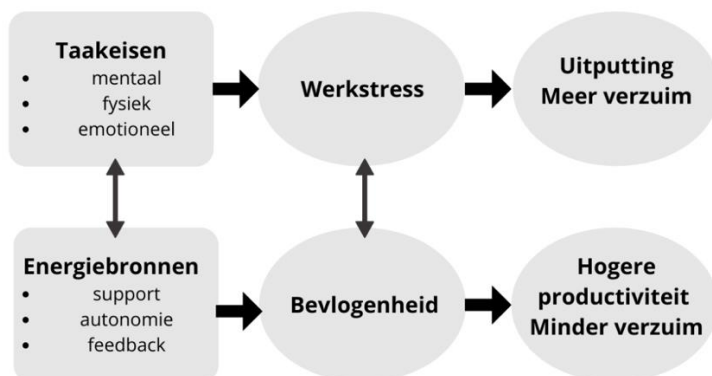 Taakeisen
• mentaal
• fysiek
• emotioneel
Werkstress
Uitputting
Meer verzuim
Energiebronnen
• support
• autonomie
• feedback
Bevlogenheid
Hogere
productiviteit
Minder verzuim